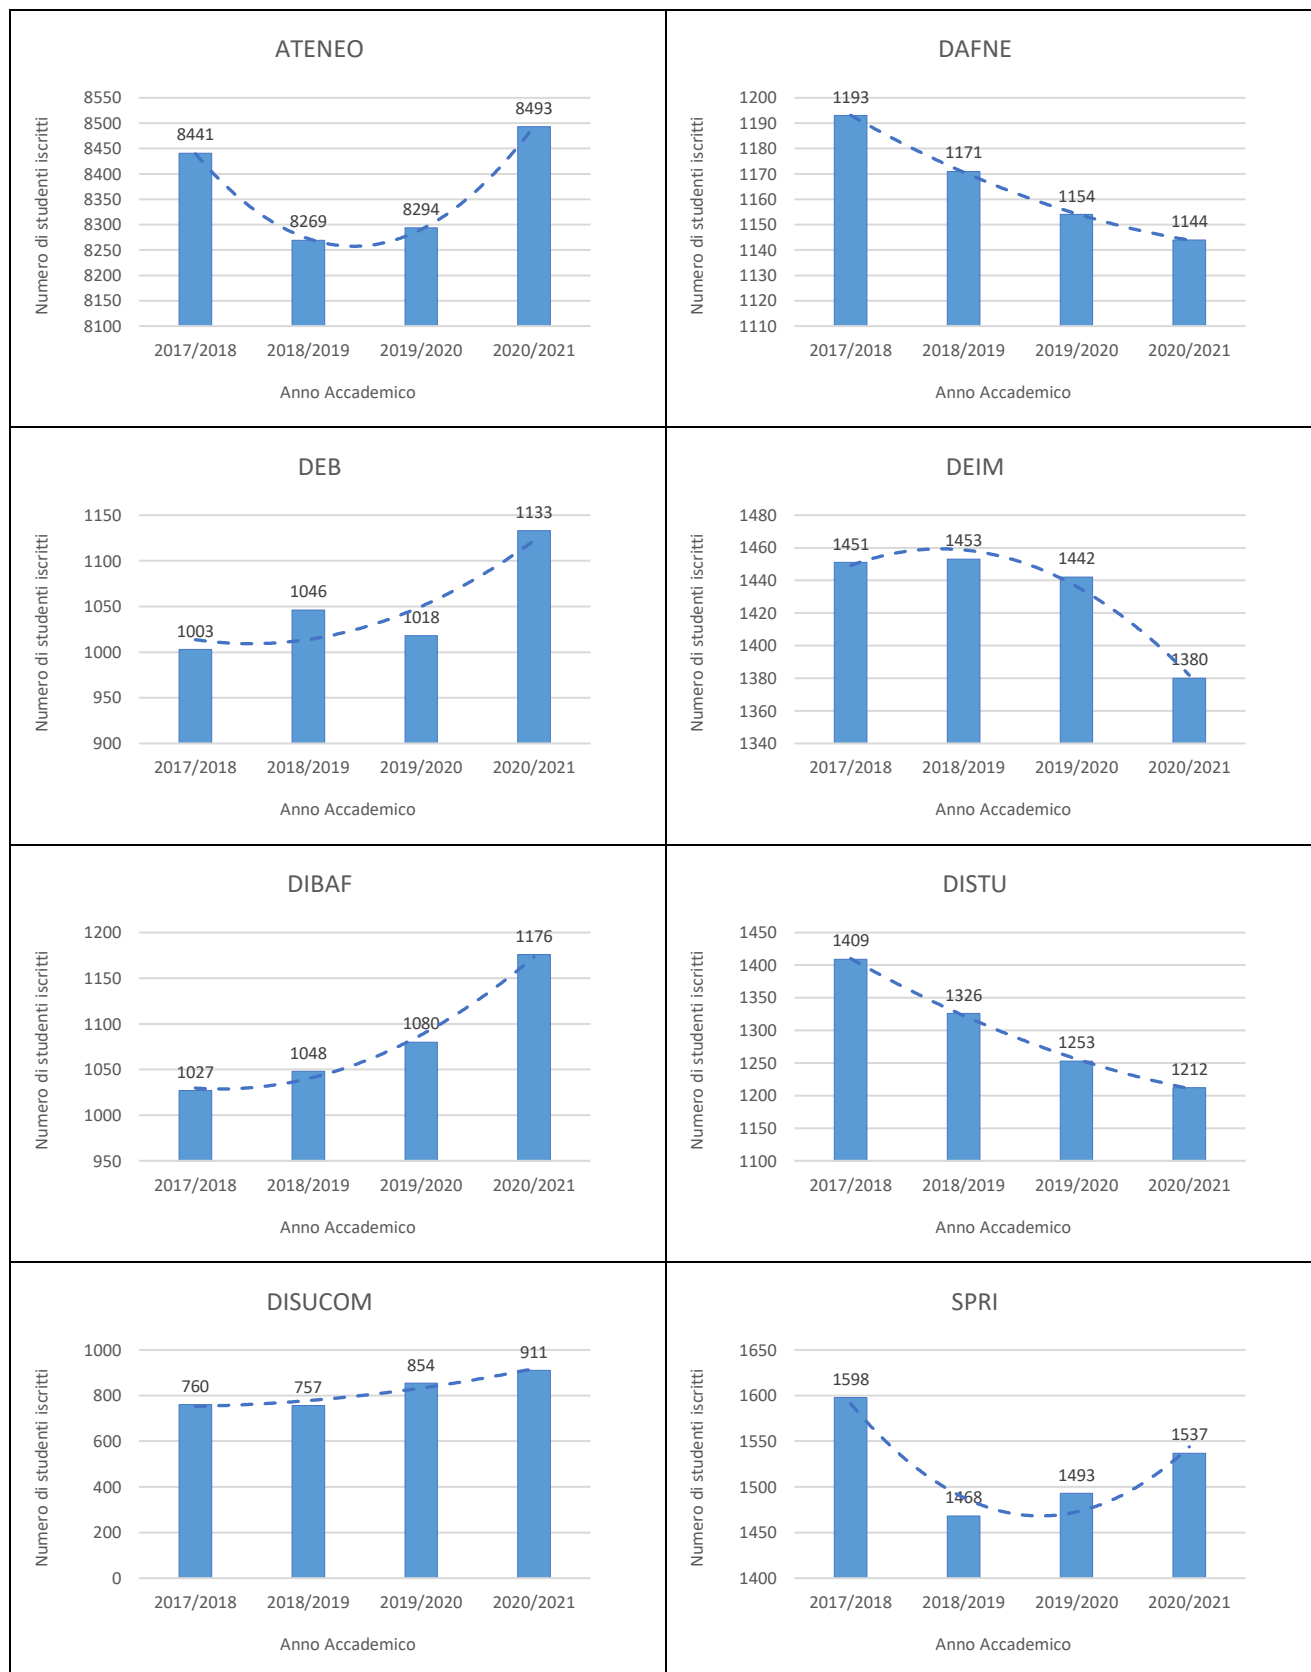 ATENEO
Numero di studenti iscritti
8550
8500
8450
8400
8350
8300
8250
8200
8150
8100
8441
8269
8294
8493
2017/2018 2018/2019 2019/2020 2020/2021
Anno Accademico
DAFNE
Numero di studenti iscritti
1200
1190
1180
1170
1160
1150
1140
1130
1120
1110
1193
1171
1154
1144
2017/2018 2018/2019 2019/2020 2020/2021
Anno Accademico
DEB
Numero di studenti iscritti
1150
1100
1050
1000
950
900
1003
1046
1018
1133
2017/2018 2018/2019 2019/2020 2020/2021
Anno Accademico
DEIM
Numero di studenti iscritti
1480
1460
1440
1420
1400
1380
1360
1340
1451
1453
1442
1380
2017/2018 2018/2019 2019/2020 2020/2021
Anno Accademico
DIBAF
Numero di studenti iscritti
1200
1150
1100
1050
1000
950
1027
1048
1080
1176
2017/2018 2018/2019 2019/2020 2020/2021
Anno Accademico
DISTU
Numero di studenti iscritti
1450
1400
1350
1300
1250
1200
1150
1100
1409
1326
1253
1212
2017/2018 2018/2019 2019/2020 2020/2021
Anno Accademico
DISUCOM
Numero di studenti iscritti
1000
800
600
400
200
0
760
757
854
911
2017/2018 2018/2019 2019/2020 2020/2021
Anno Accademico
SPRI
Numero di studenti iscritti
1650
1600
1550
1500
1450
1400
1598
1468
1493
1537
2017/2018 2018/2019 2019/2020 2020/2021
Anno Accademico